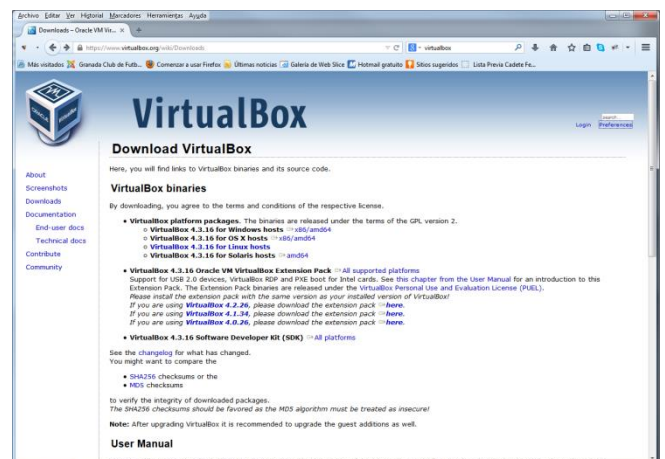 Archivo Editar Ver Historial Marcadores Herramientas Ayuda
Downloads – Oracle VM Vir...
https://www.virtualbox.org/wiki/Downloads
virtualbox
Más visitados Granada Club de Futb... Comenzar a usar Firefox Últimas noticias Galería de Web Slice Hotmail gratuito Sitios sugeridos Lista Previa Cadete Fe...
VirtualBox
search...
Login Preferences
Download VirtualBox
Here, you will find links to VirtualBox binaries and its source code.
About
Screenshots
Downloads
Documentation
End-user docs
Technical docs
Contribute
Community
VirtualBox binaries
By downloading, you agree to the terms and conditions of the respective license.
VirtualBox platform packages. The binaries are released under the terms of the GPL version 2.
VirtualBox 4.3.16 for Windows hosts x86/amd64
VirtualBox 4.3.16 for OS X hosts x86/amd64
VirtualBox 4.3.16 for Linux hosts
VirtualBox 4.3.16 for Solaris hosts amd64
VirtualBox 4.3.16 Oracle VM VirtualBox Extension Pack All supported platforms
Support for USB 2.0 devices, VirtualBox RDP and PXE boot for Intel cards. See this chapter from the User Manual for an introduction to this
Extension Pack. The Extension Pack binaries are released under the VirtualBox Personal Use and Evaluation License (PUEL).
Please install the extension pack with the same version as your installed version of VirtualBox!
If you are using VirtualBox 4.2.26, please download the extension pack here.
If you are using VirtualBox 4.1.34, please download the extension pack here.
If you are using VirtualBox 4.0.26, please download the extension pack here.
VirtualBox 4.3.16 Software Developer Kit (SDK) All platforms
See the changelog for what has changed.
You might want to compare the
SHA256 checksums or the
MD5 checksums
to verify the integrity of downloaded packages.
The SHA256 checksums should be favored as the MD5 algorithm must be treated as insecure!
Note: After upgrading VirtualBox it is recommended to upgrade the guest additions as well.
User Manual